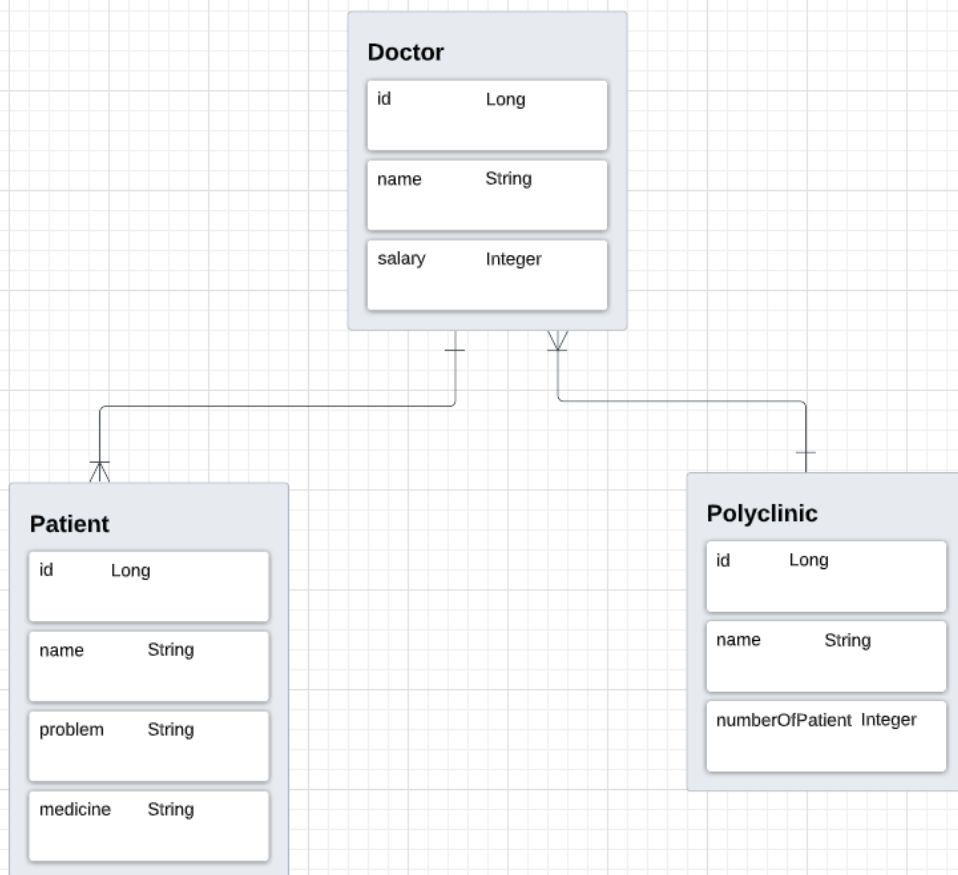 Doctor
id Long
name String
salary Integer
Patient
id Long
name String
problem String
medicine String
Polyclinic
id Long
name String
numberOfPatient Integer